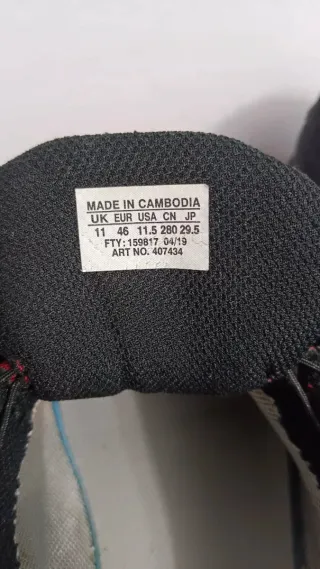 MADE IN CAMBODIA
UK EUR USA CN JP
11 46 11.5 280 29.5
FTY: 159817 04/19
ART NO. 407434